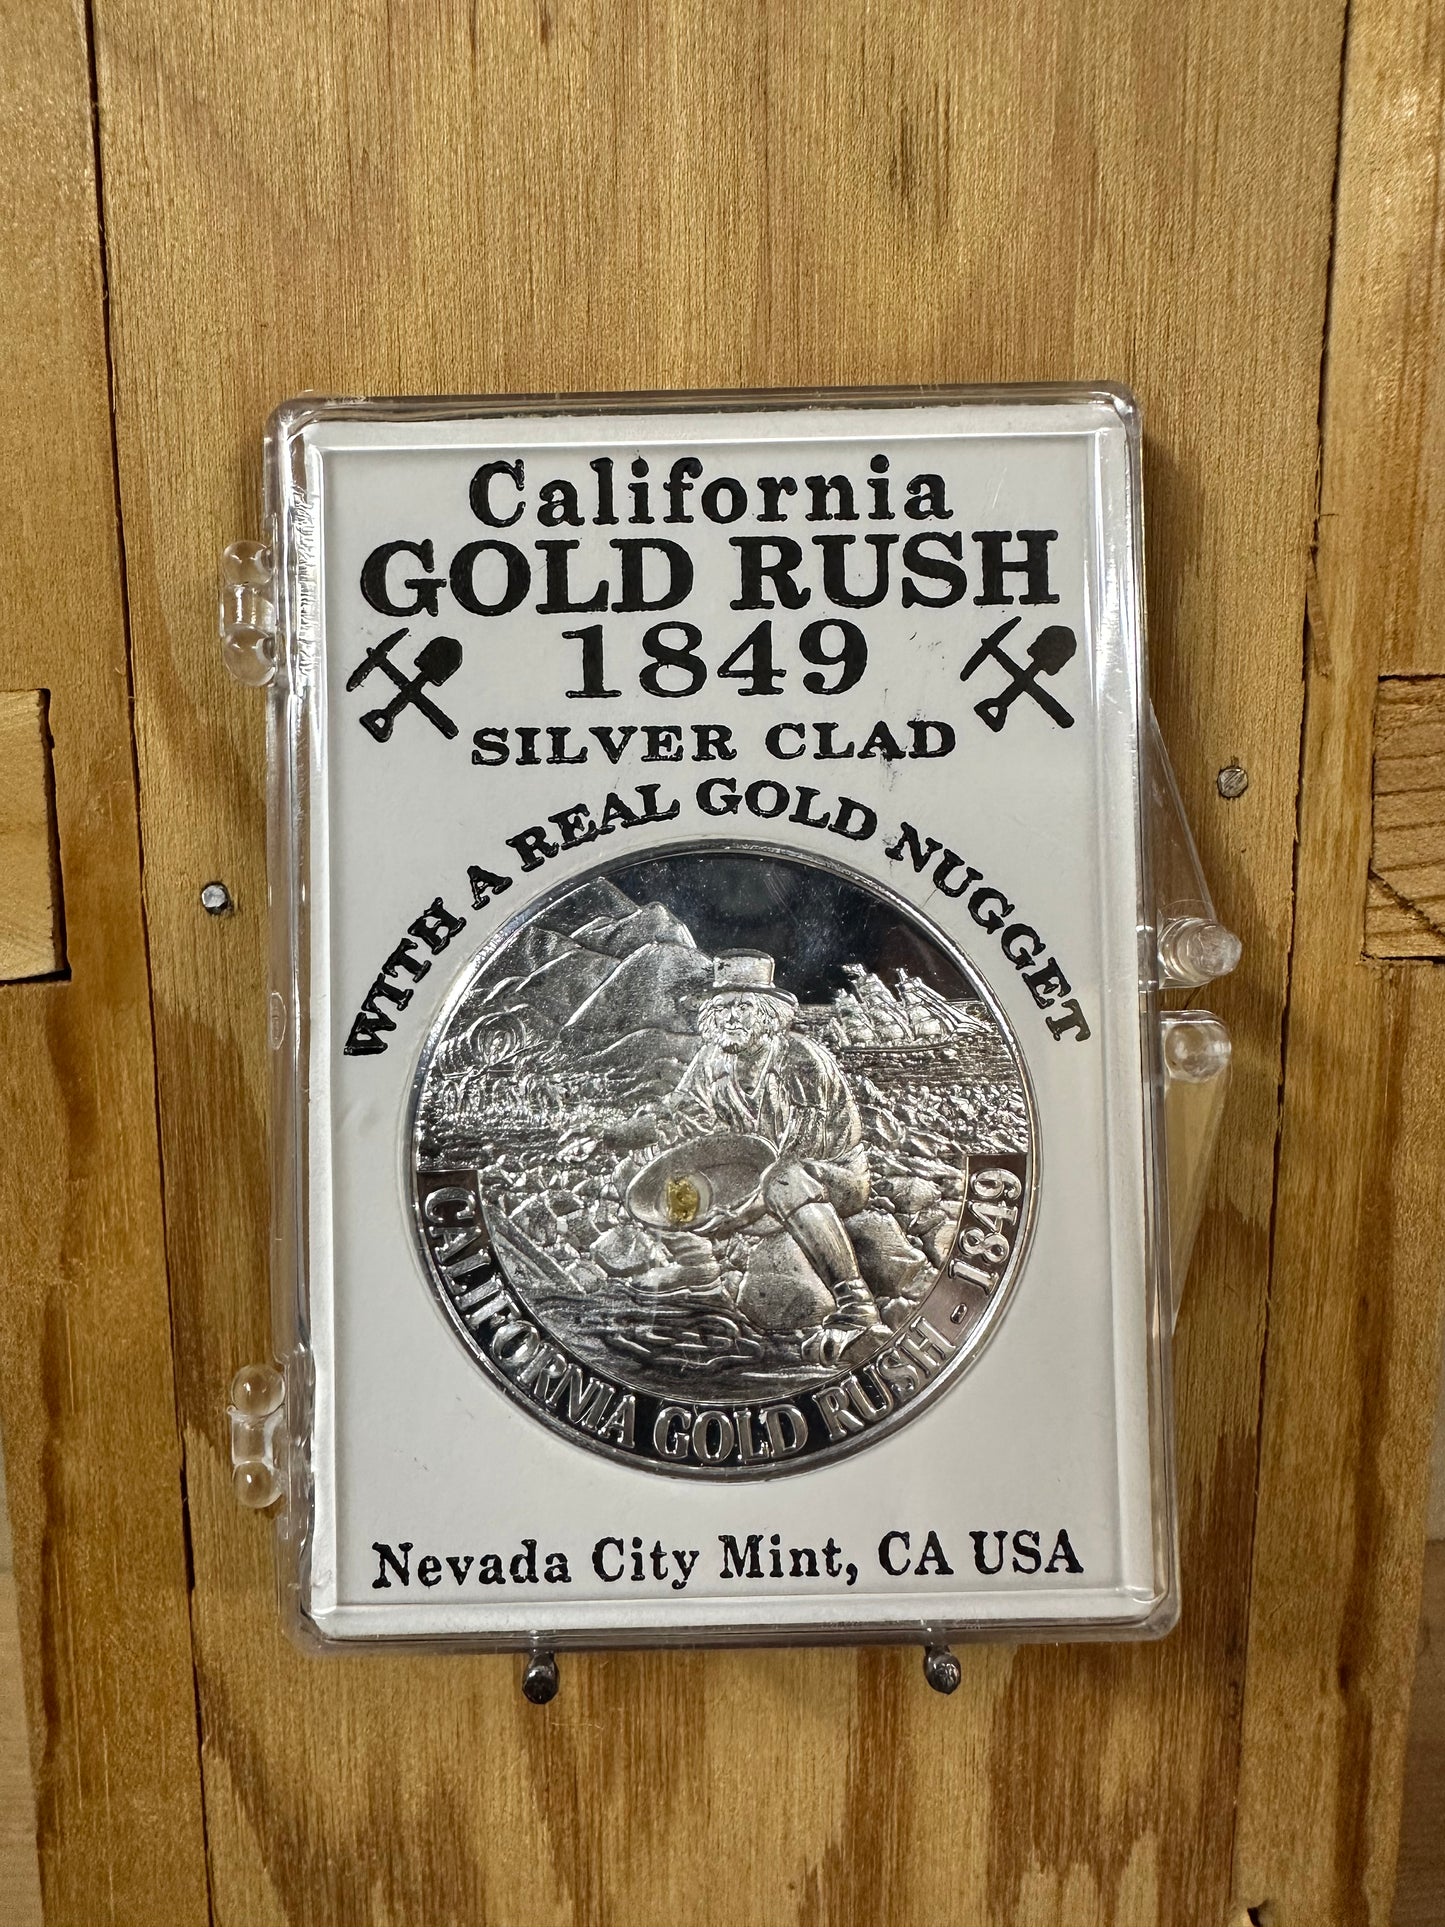 California
GOLD RUSH
1849
SILVER CLAD
WITH A REAL GOLD NUGGET
CALIFORNIA GOLD RUSH - 1849
Nevada City Mint, CA USA